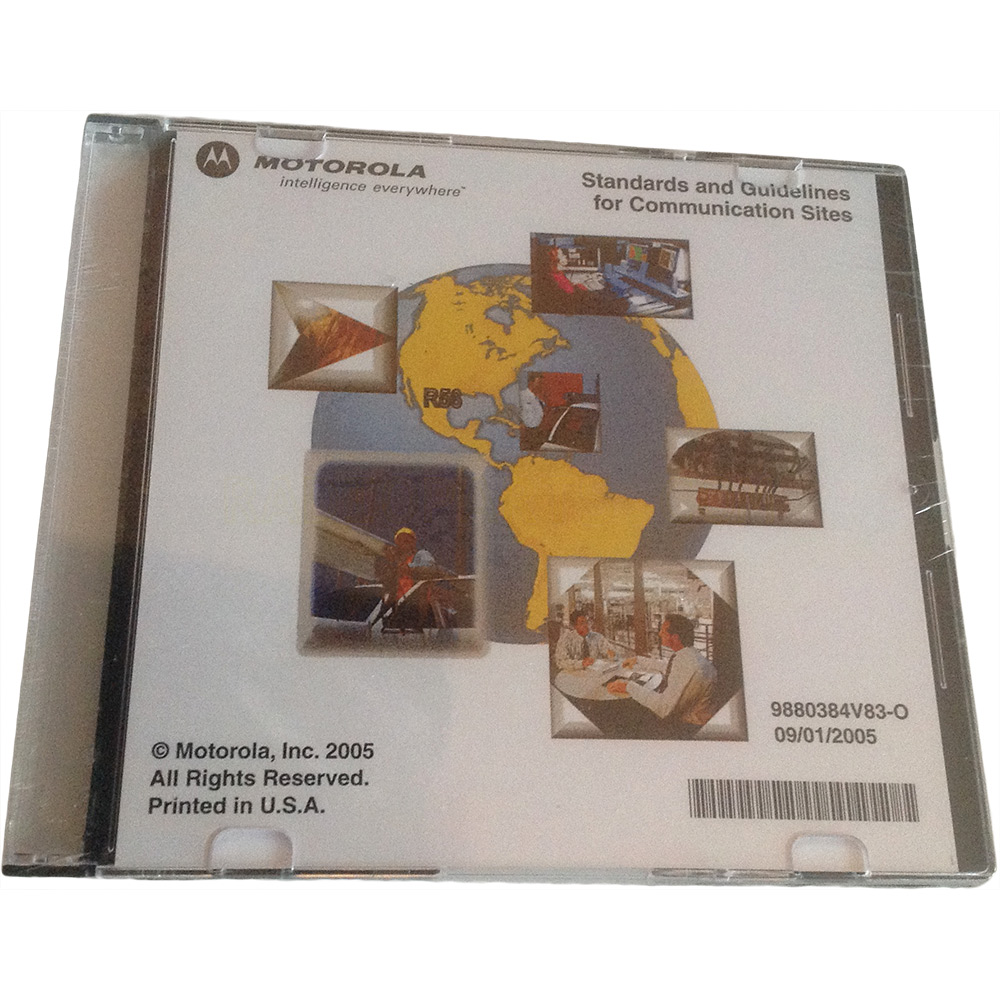 MOTOROLA
intelligence everywhere™
Standards and Guidelines
for Communication Sites
R56
9880384V83-O
09/01/2005
© Motorola, Inc. 2005
All Rights Reserved.
Printed in U.S.A.